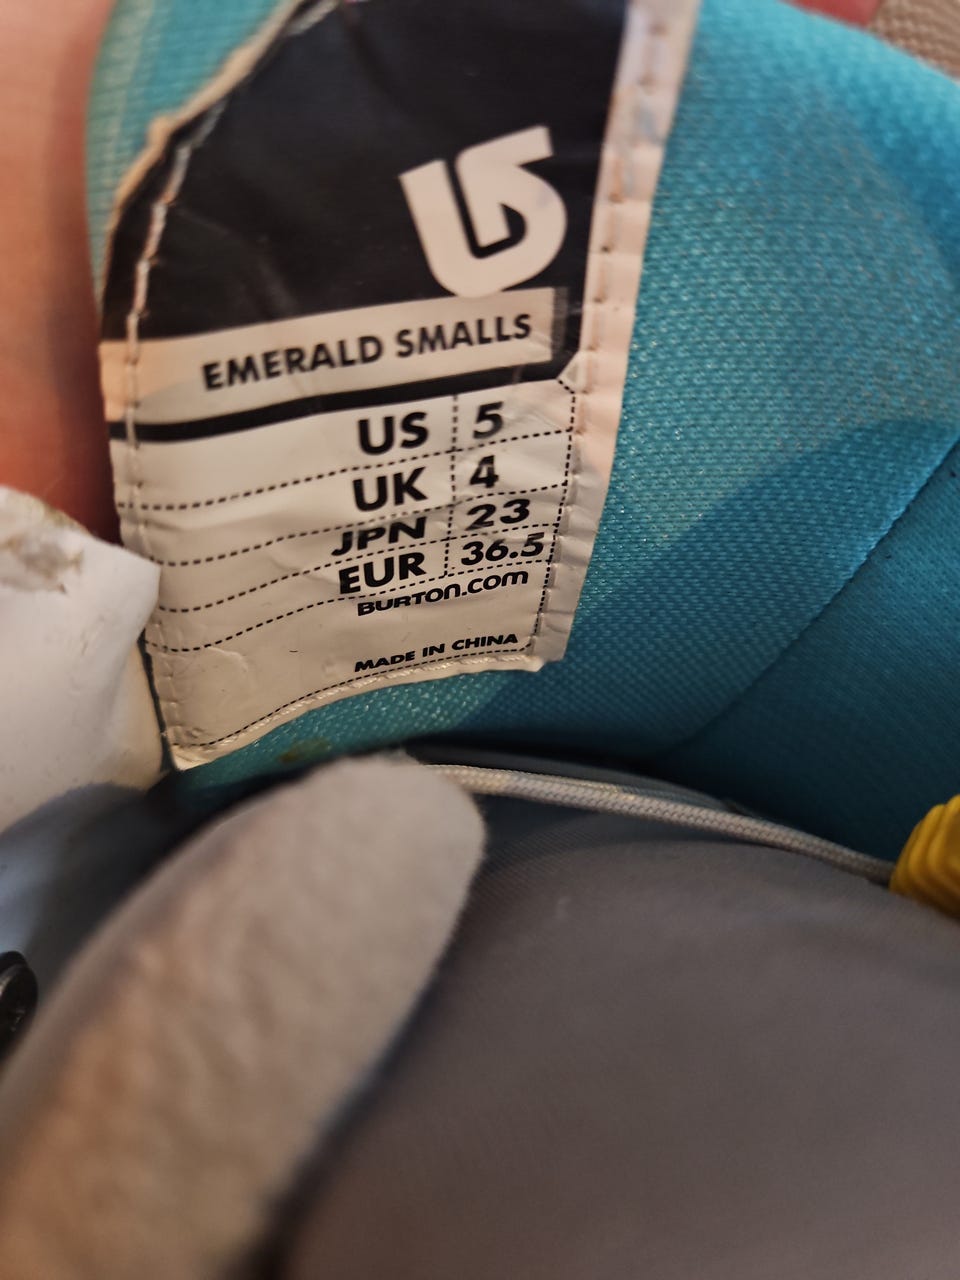 EMERALD SMALLS
US 5
UK 4
JPN 23
EUR 36.5
BURTON.COM
MADE IN CHINA